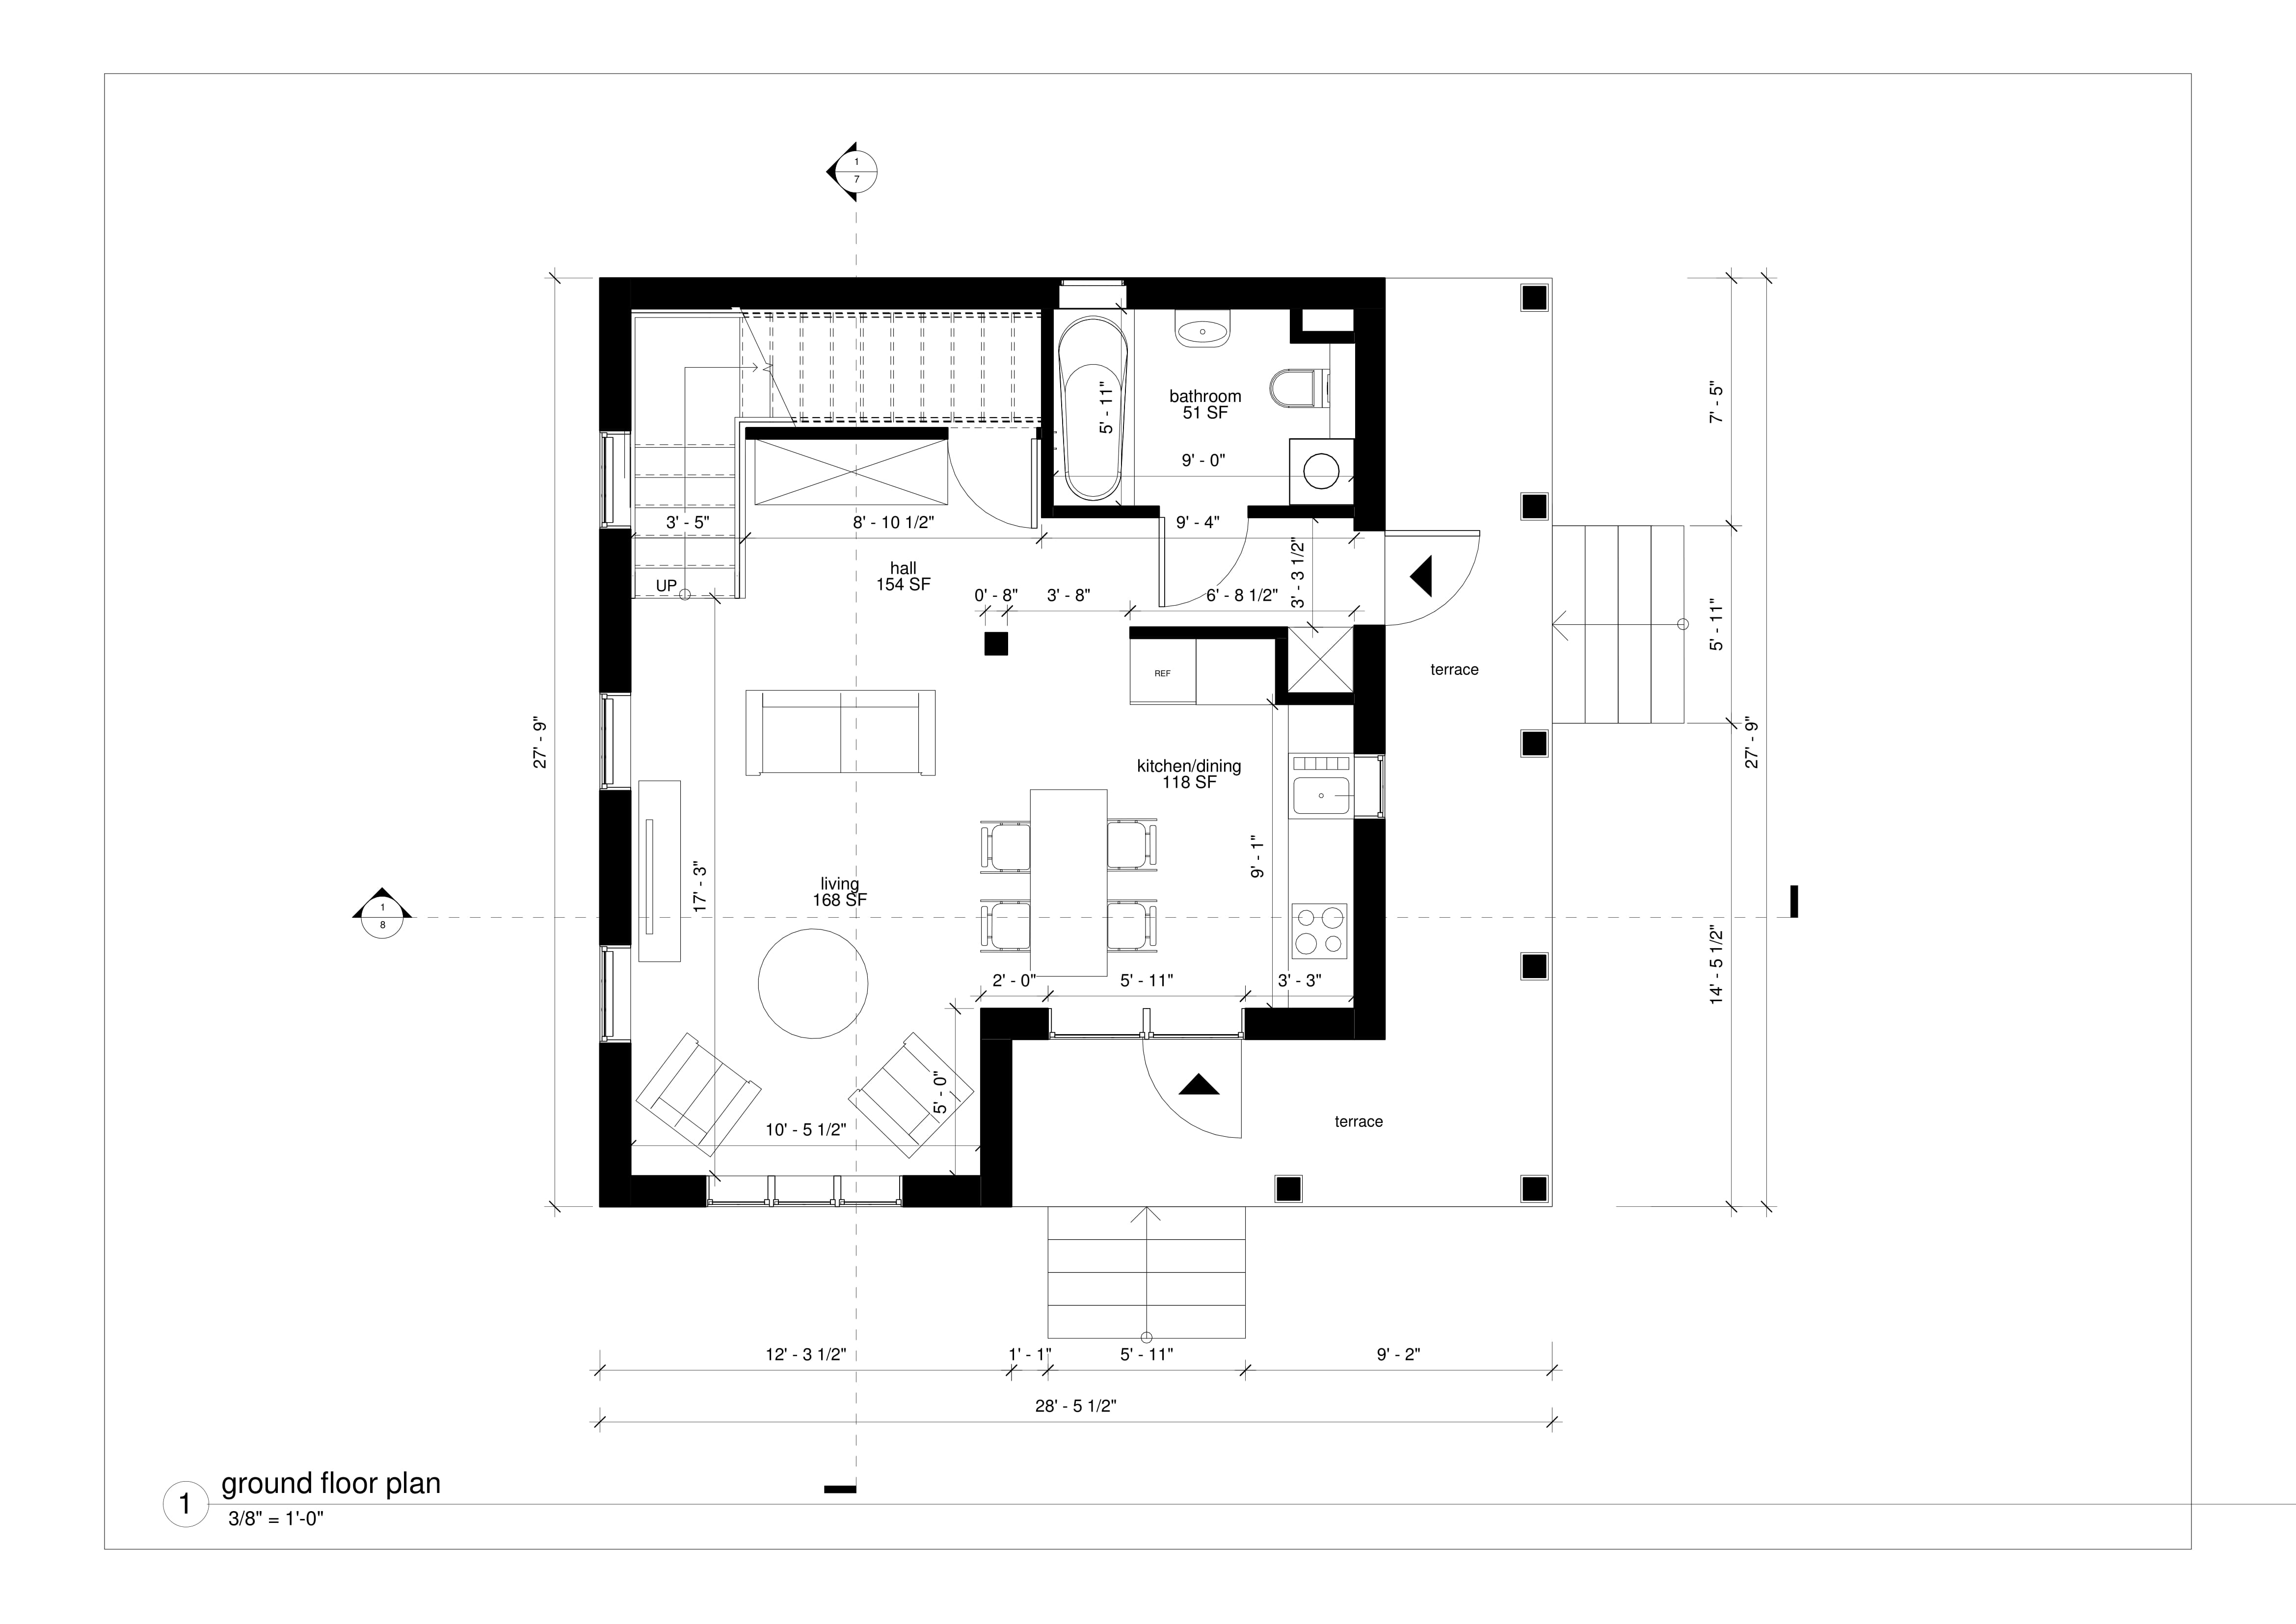 1
7
bathroom
51 SF
5' - 11"
9' - 0"
7' - 5"
3' - 5"
8' - 10 1/2"
9' - 4"
hall
154 SF
3' - 3 1/2"
UP
0' - 8"
3' - 8"
6' - 8 1/2"
5' - 11"
terrace
REF
27' - 9"
27' - 9"
kitchen/dining
118 SF
9' - 1"
living
168 SF
17' - 3"
1
8
14' - 5 1/2"
2' - 0"
5' - 11"
3' - 3"
5' - 0"
10' - 5 1/2"
terrace
12' - 3 1/2"
1' - 1"
5' - 11"
9' - 2"
28' - 5 1/2"
1
ground floor plan
3/8" = 1'-0"